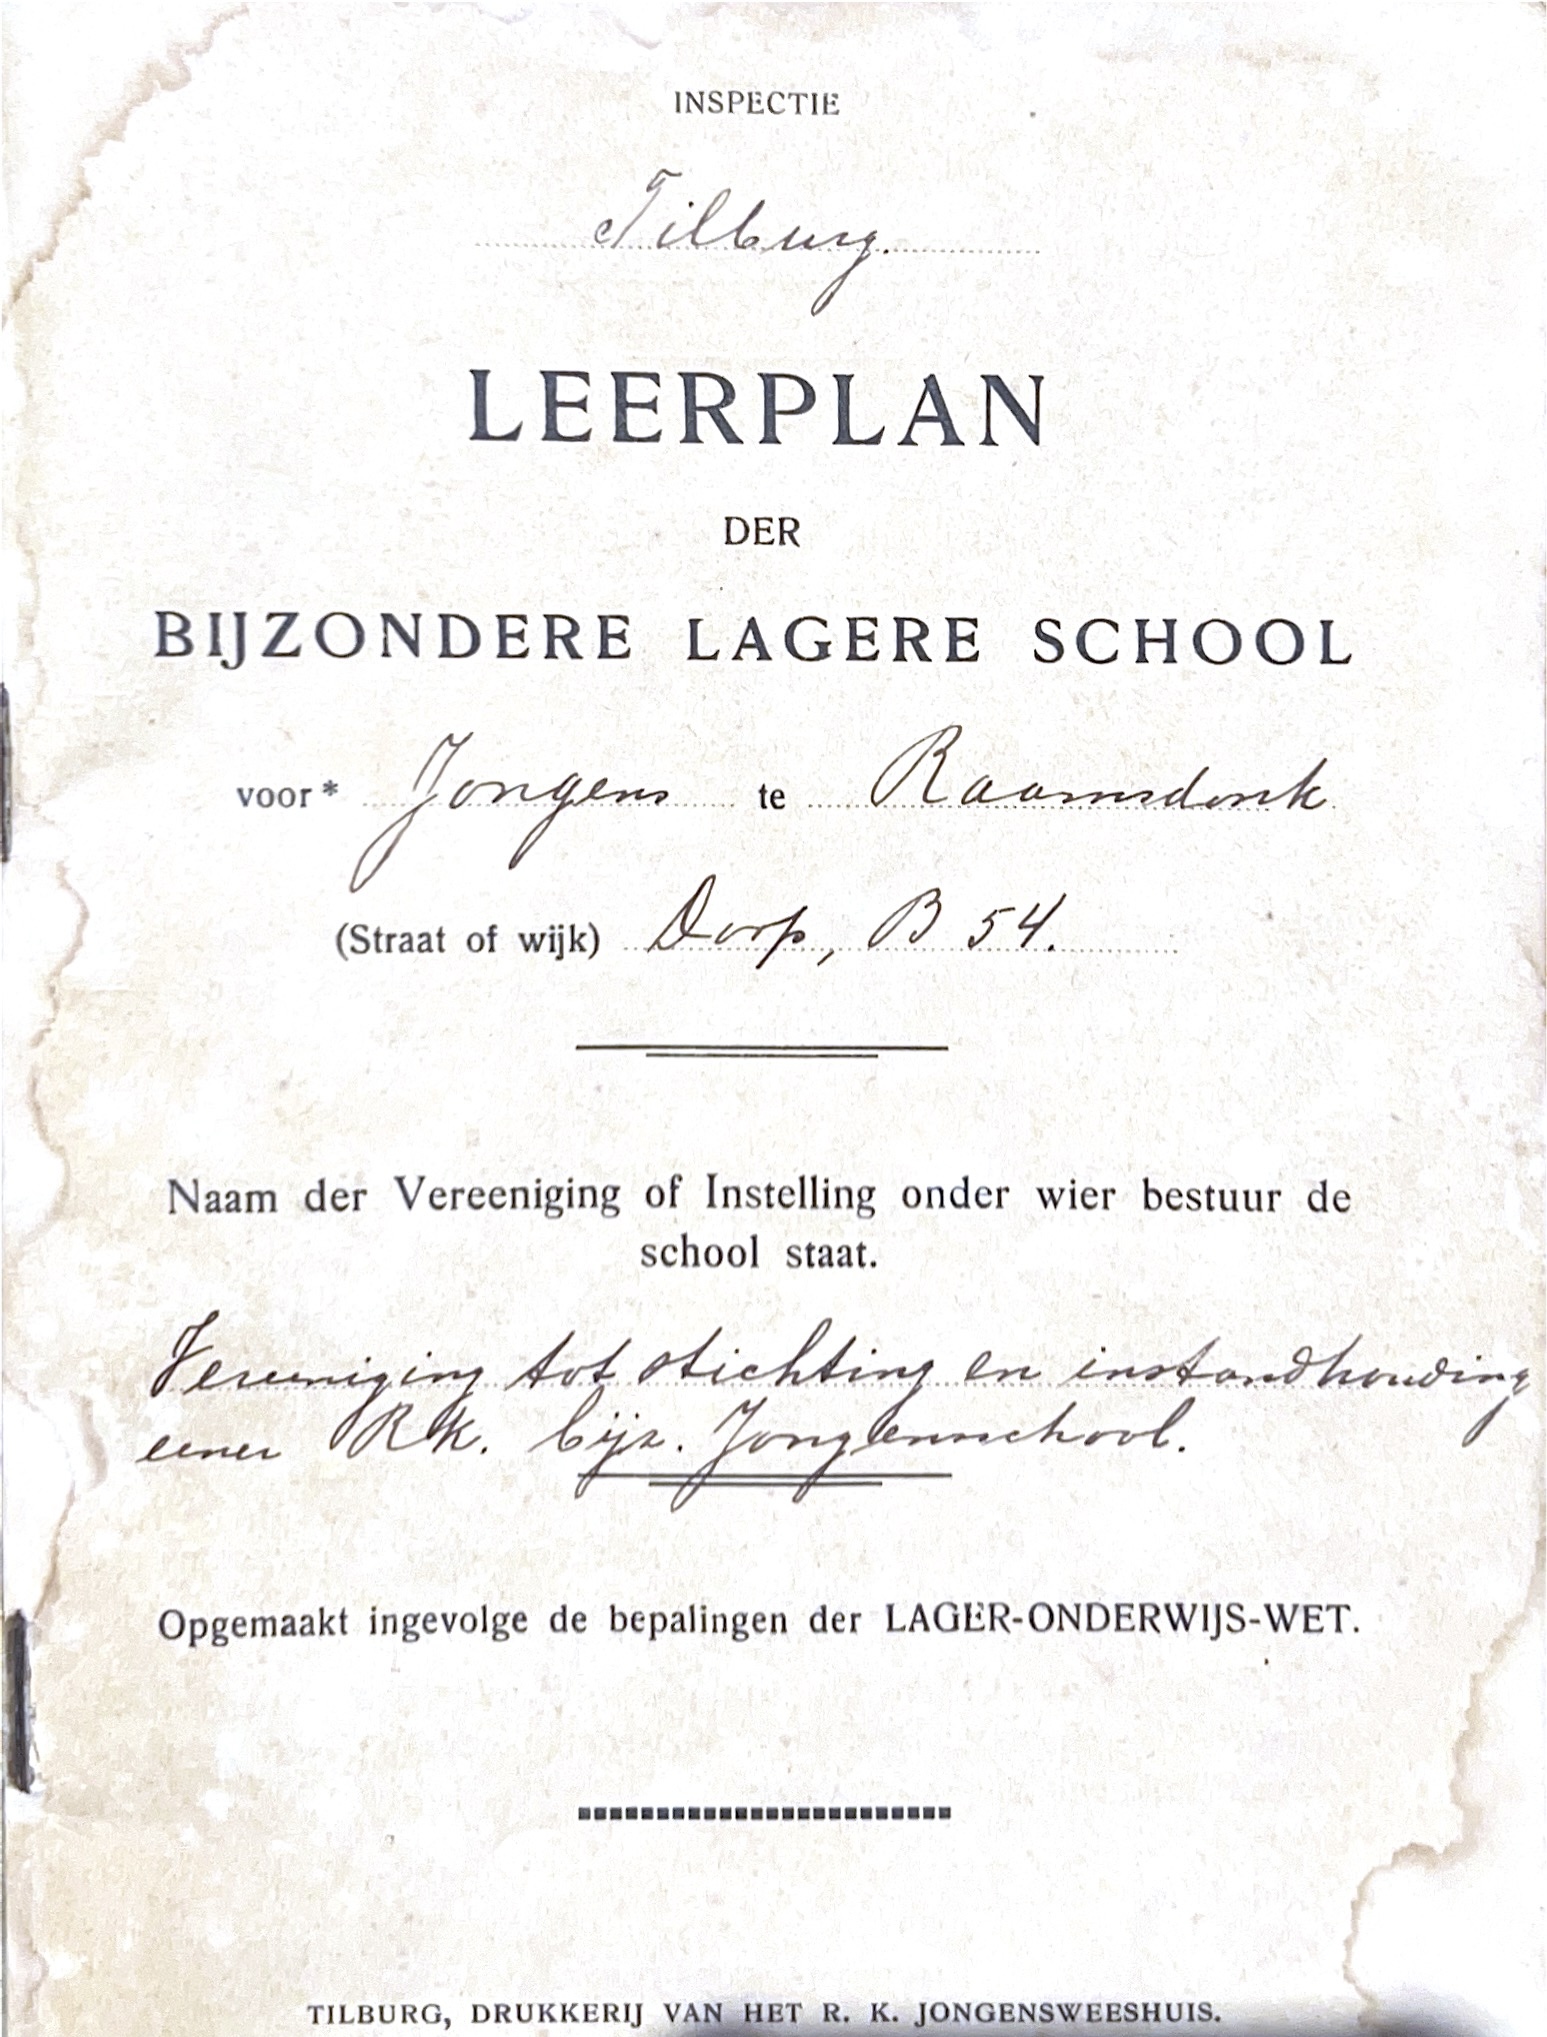 INSPECTIE
Tilburg.
LEERPLAN
DER
BIJZONDERE LAGERE SCHOOL
voor* Jongens te Raamsdonk
(Straat of wijk) Dorp, B 54.
Naam der Vereeniging of Instelling onder wier bestuur de
school staat.
Vereeniging tot stichting en instandhouding
eener R.K. bijz. Jongensschool.
Opgemaakt ingevolge de bepalingen der LAGER-ONDERWIJS-WET.
TILBURG, DRUKKERIJ VAN HET R. K. JONGENSWEESHUIS.